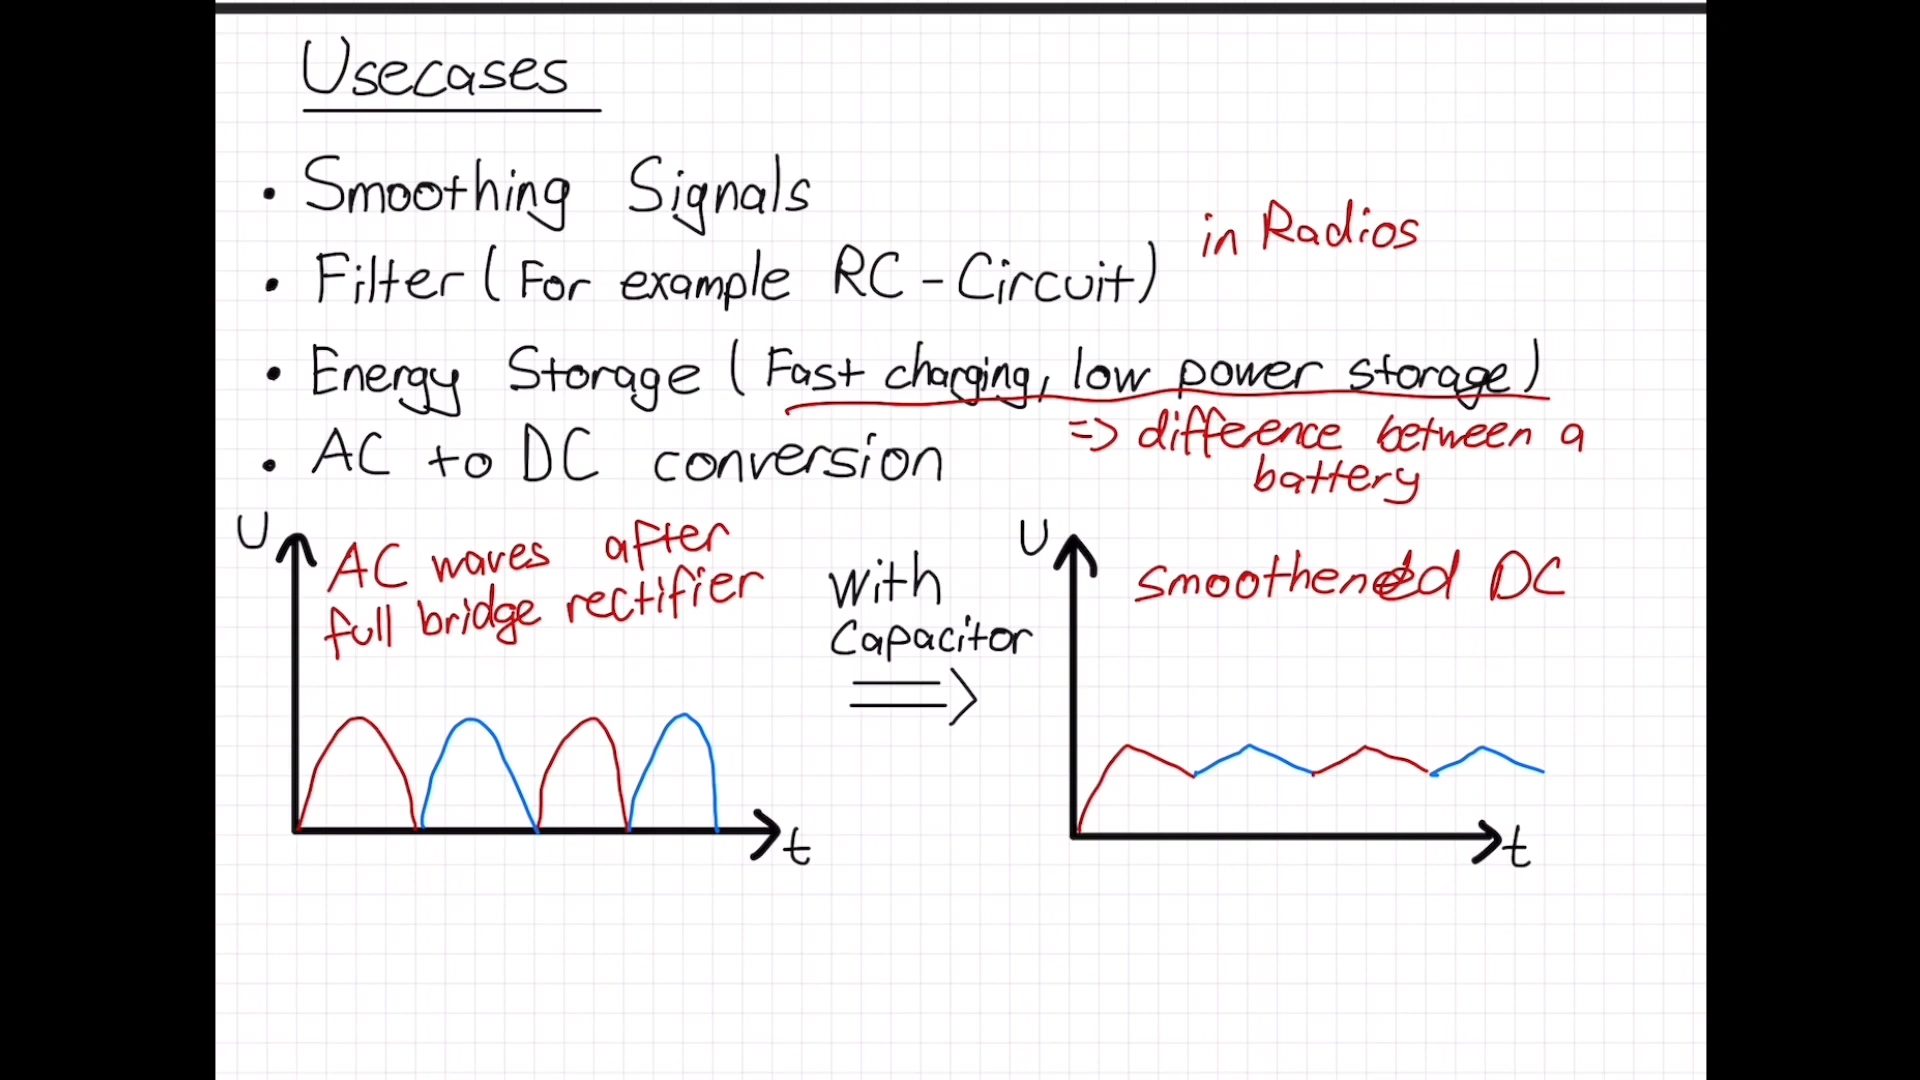 Usecases
• Smoothing Signals
in Radios
• Filter (For example RC-Circuit)
• Energy Storage (Fast charging, low power storage)
=> difference between a
battery
• AC to DC conversion
U
AC waves after
full bridge rectifier
t
With
Capacitor
U
smoothened DC
t